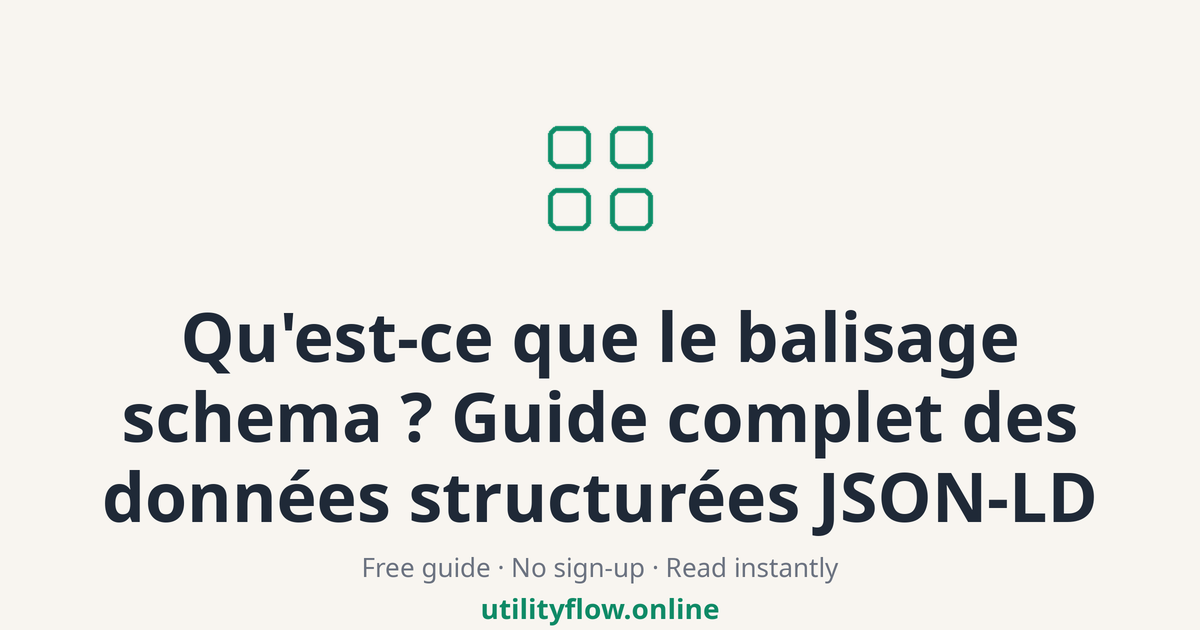 Qu'est-ce que le balisage
schema ? Guide complet des
données structurées JSON-LD
Free guide · No sign-up · Read instantly
utilityflow.online